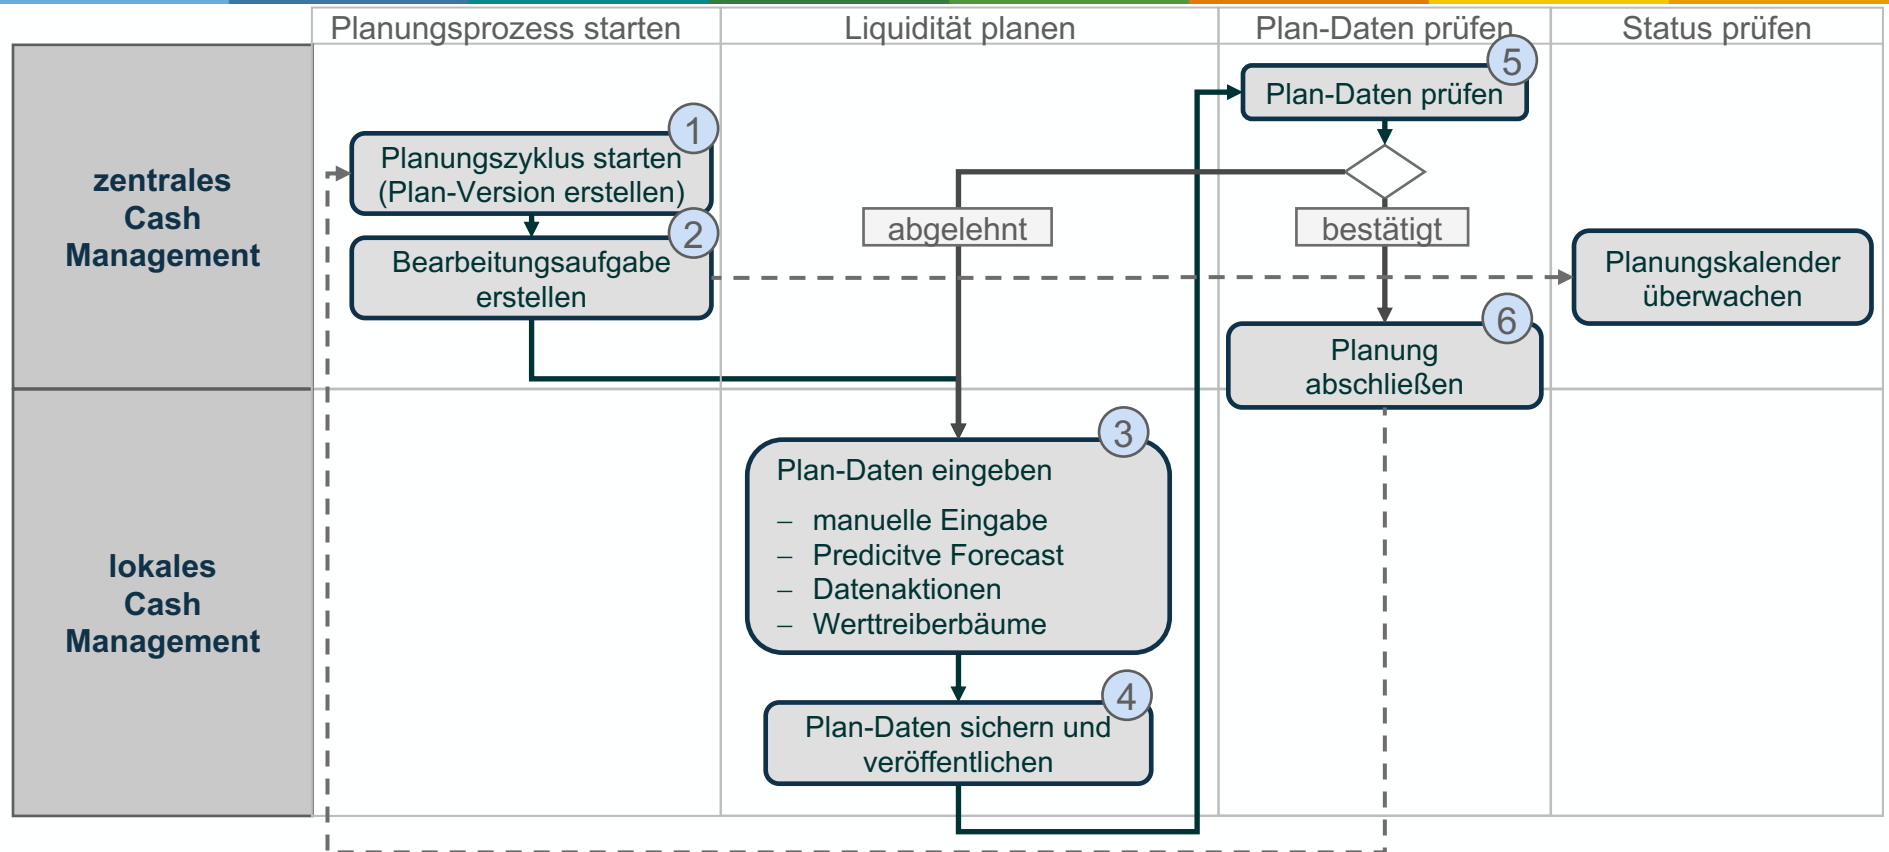 Planungsprozess starten
Liquidität planen
Plan-Daten prüfen
Status prüfen
zentrales
Cash
Management
1
Planungszyklus starten
(Plan-Version erstellen)
2
Bearbeitungsaufgabe
erstellen
5
Plan-Daten prüfen
abgelehnt
bestätigt
6
Planung
abschließen
Planungskalender
überwachen
lokales
Cash
Management
3
Plan-Daten eingeben
– manuelle Eingabe
– Predicitve Forecast
– Datenaktionen
– Werttreiberbäume
4
Plan-Daten sichern und
veröffentlichen